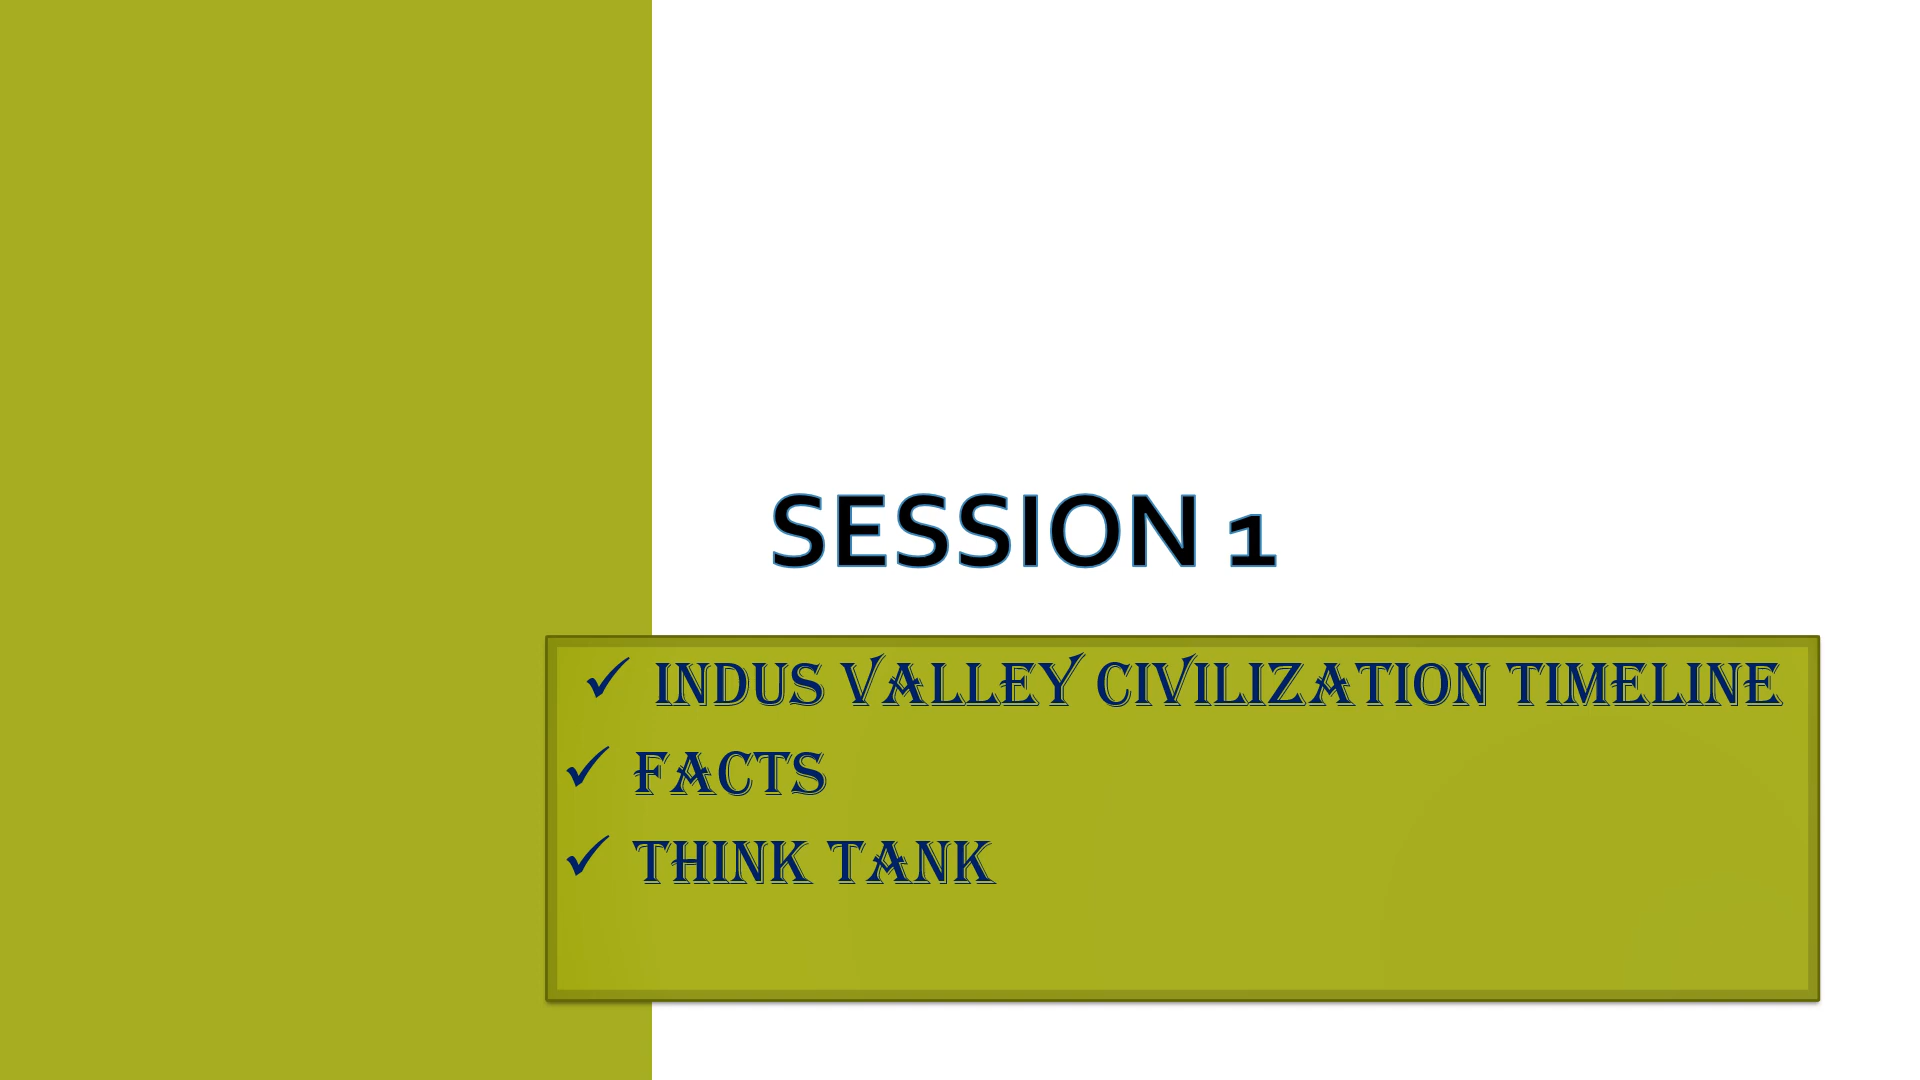 SESSION 1
✓ INDUS VALLEY CIVILIZATION TIMELINE
✓ FACTS
✓ THINK TANK